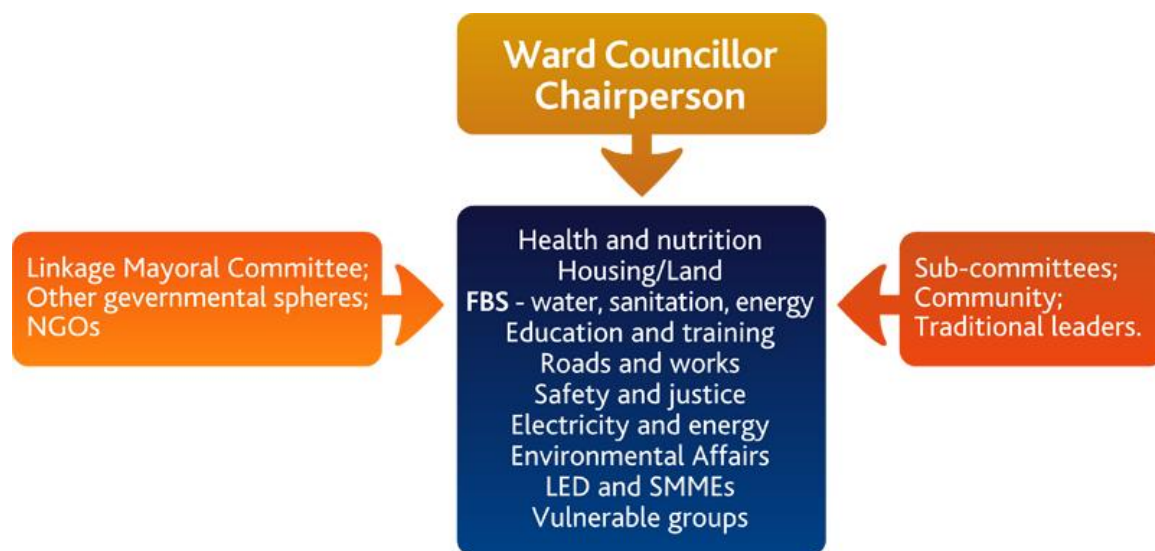 Ward Councillor
Chairperson
Linkage Mayoral Committee;
Other gevernmental spheres;
NGOs
Health and nutrition
Housing/Land
FBS - water, sanitation, energy
Education and training
Roads and works
Safety and justice
Electricity and energy
Environmental Affairs
LED and SMMEs
Vulnerable groups
Sub-committees;
Community;
Traditional leaders.